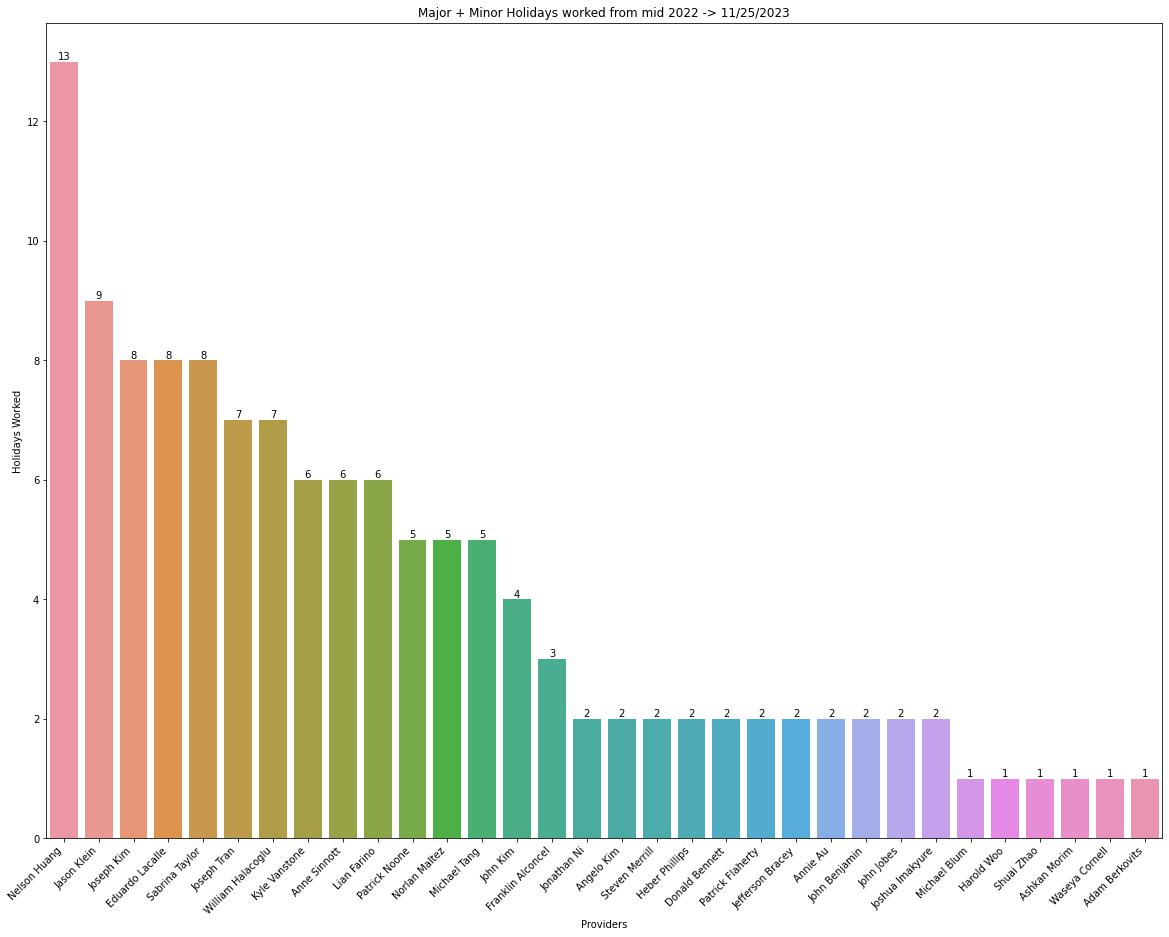 Major + Minor Holidays worked from mid 2022 -> 11/25/2023
Holidays Worked
12
10
8
6
4
2
0
13
9
8
8
8
7
7
6
6
6
5
5
5
4
3
2
2
2
2
2
2
2
2
2
2
2
1
1
1
1
1
1
Nelson Huang
Jason Klein
Joseph Kim
Eduardo Lacalle
Sabrina Taylor
Joseph Tran
William Halacoglu
Kyle Vanstone
Anne Sinnott
Lian Farino
Patrick Noone
Norlan Maltez
Michael Tang
John Kim
Franklin Alconcel
Jonathan Ni
Angelo Kim
Steven Merrill
Heber Phillips
Donald Bennett
Patrick Flaherty
Jefferson Bracey
Annie Au
John Benjamin
John Jobes
Joshua Imakyure
Michael Blum
Harold Woo
Shuai Zhao
Ashkan Morim
Waseya Cornell
Adam Berkovits
Providers